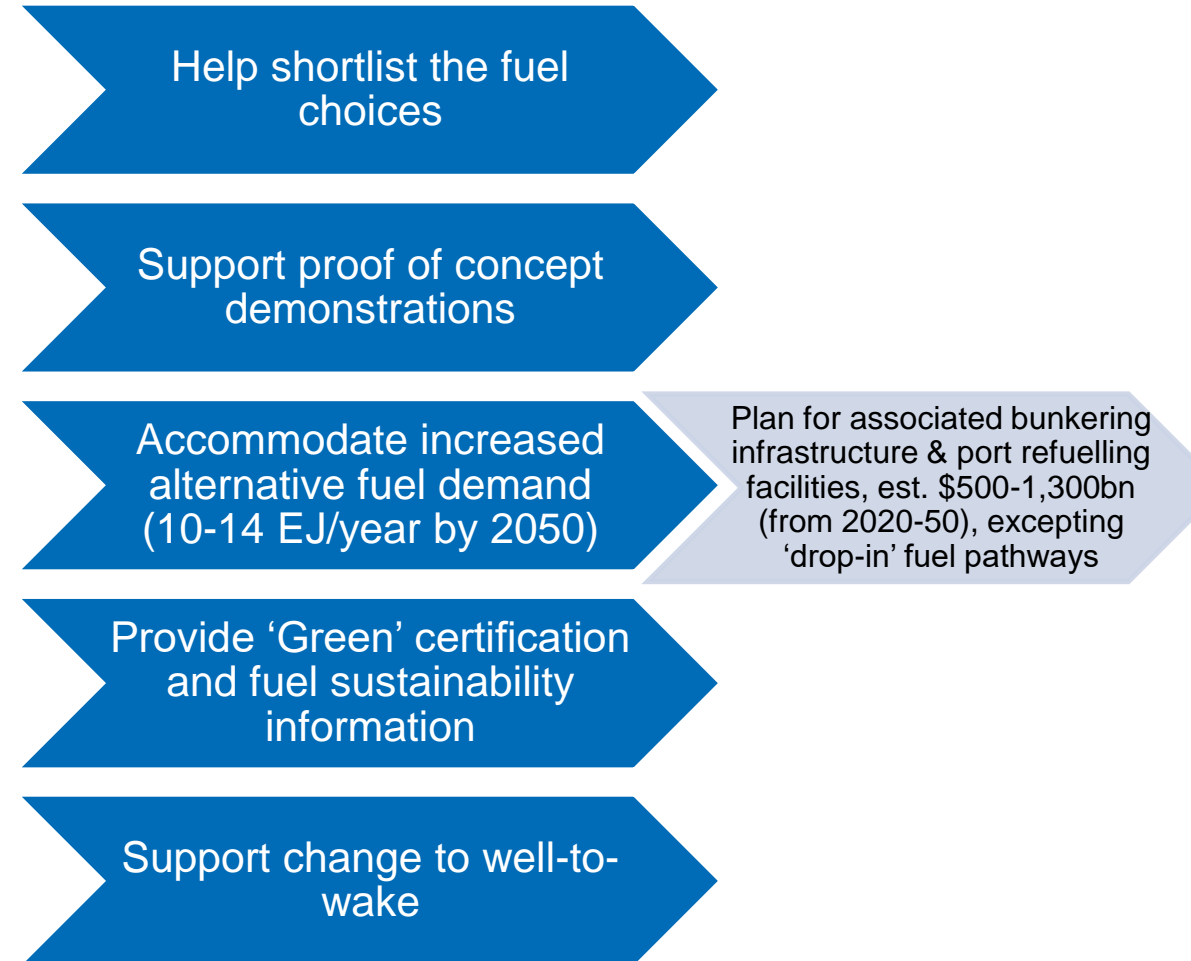 Help shortlist the fuel
choices
Support proof of concept
demonstrations
Accommodate increased
alternative fuel demand
(10-14 EJ/year by 2050)
Plan for associated bunkering
infrastructure & port refuelling
facilities, est. $500-1,300bn
(from 2020-50), excepting
‘drop-in’ fuel pathways
Provide ‘Green’ certification
and fuel sustainability
information
Support change to well-to-
wake